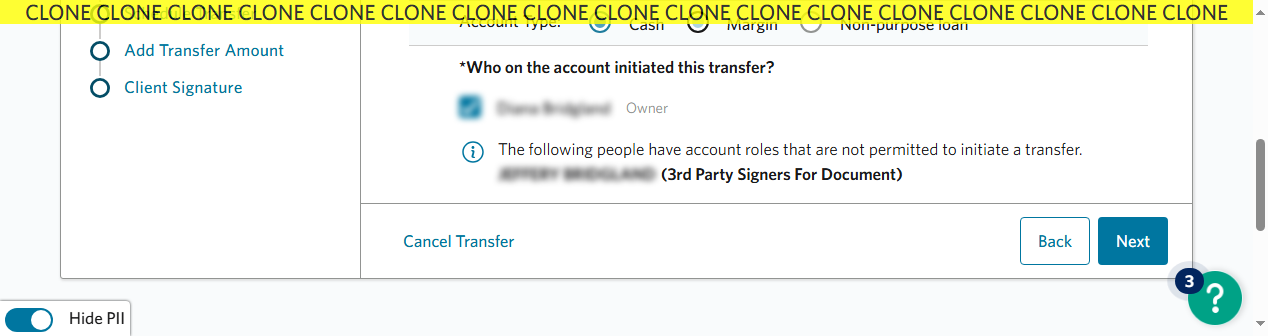 CLONE CLONE CLONE CLONE CLONE CLONE CLONE CLONE CLONE CLONE CLONE CLONE CLONE CLONE CLONE CLONE CLONE
Account Type: Cash Margin Non-purpose loan
Add Transfer Amount
Client Signature
*Who on the account initiated this transfer?
Owner
The following people have account roles that are not permitted to initiate a transfer.
(3rd Party Signers For Document)
Cancel Transfer
Back
Next
3
?
Hide PII